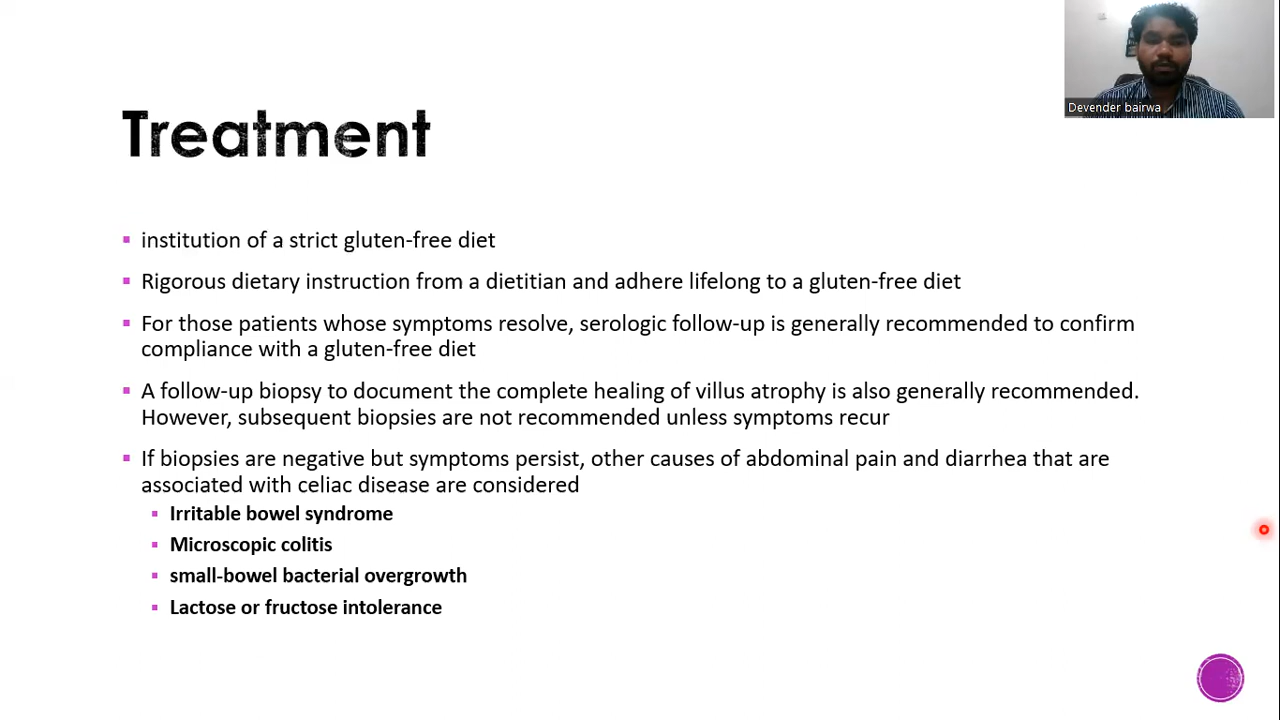 Devender bairwa
Treatment
institution of a strict gluten-free diet
Rigorous dietary instruction from a dietitian and adhere lifelong to a gluten-free diet
For those patients whose symptoms resolve, serologic follow-up is generally recommended to confirm
compliance with a gluten-free diet
A follow-up biopsy to document the complete healing of villus atrophy is also generally recommended.
However, subsequent biopsies are not recommended unless symptoms recur
If biopsies are negative but symptoms persist, other causes of abdominal pain and diarrhea that are
associated with celiac disease are considered
Irritable bowel syndrome
Microscopic colitis
small-bowel bacterial overgrowth
Lactose or fructose intolerance